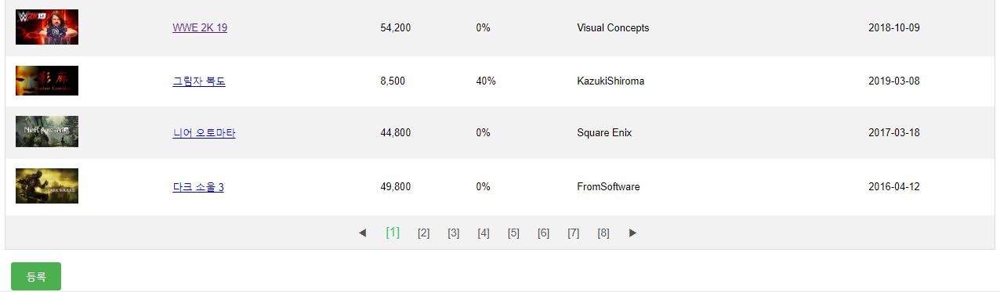 WWE 2K19
WWE 2K 19 54,200 0% Visual Concepts 2018-10-09
影廊
그림자 복도 8,500 40% KazukiShiroma 2019-03-08
NieR:Automata
니어 오토마타 44,800 0% Square Enix 2017-03-18
DARK SOULS III
다크 소울 3 49,800 0% FromSoftware 2016-04-12
◀ [1] [2] [3] [4] [5] [6] [7] [8] ▶
등록